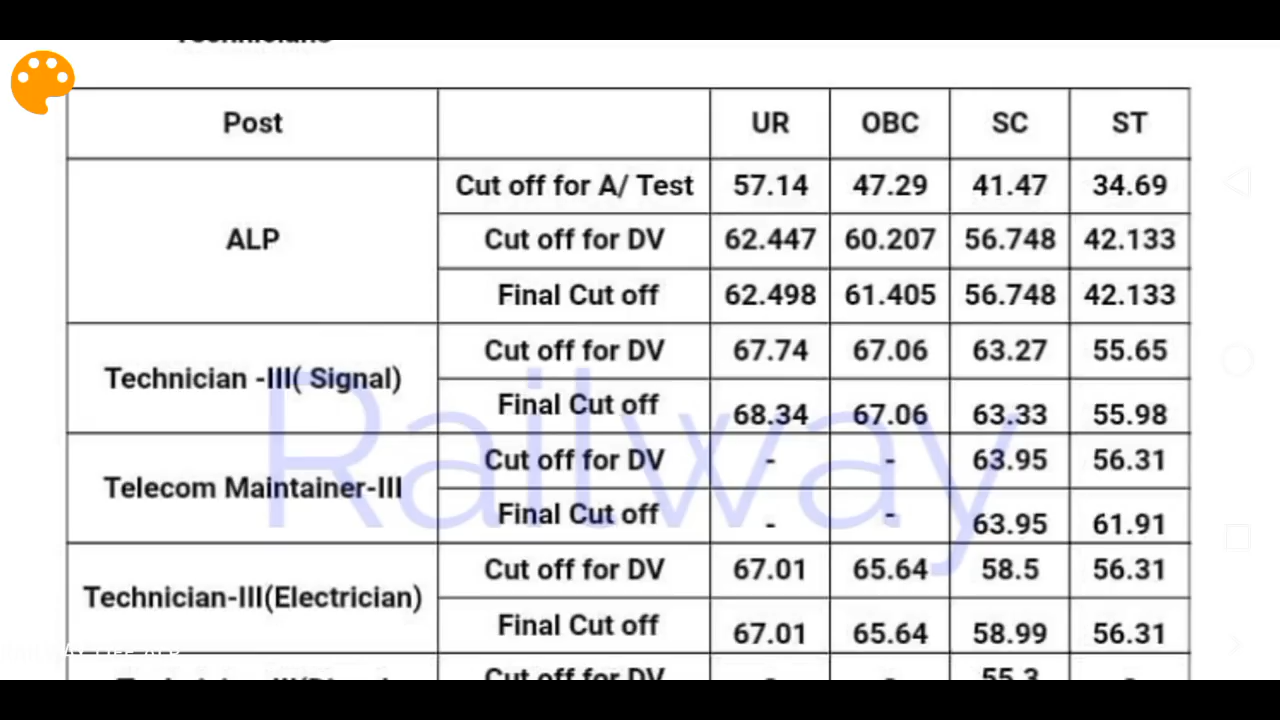 Technicians
Post UR OBC SC ST
ALP
Cut off for A/ Test 57.14 47.29 41.47 34.69
Cut off for DV 62.447 60.207 56.748 42.133
Final Cut off 62.498 61.405 56.748 42.133
Technician -III( Signal)
Cut off for DV 67.74 67.06 63.27 55.65
Final Cut off 68.34 67.06 63.33 55.98
Railway
Telecom Maintainer-III
Cut off for DV - - 63.95 56.31
Final Cut off - - 63.95 61.91
Technician-III(Electrician)
Cut off for DV 67.01 65.64 58.5 56.31
Final Cut off 67.01 65.64 58.99 56.31
Cut off for DV - - 55.3 -